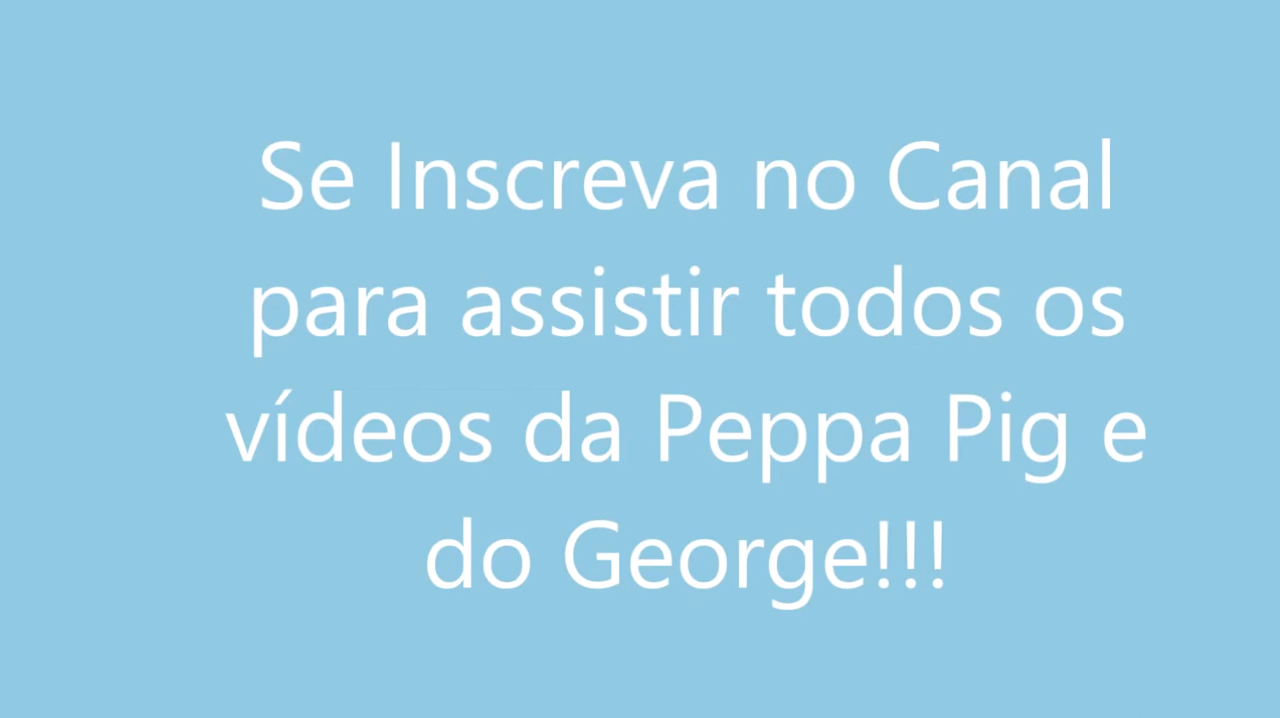 Se Inscreva no Canal
para assistir todos os
vídeos da Peppa Pig e
do George!!!